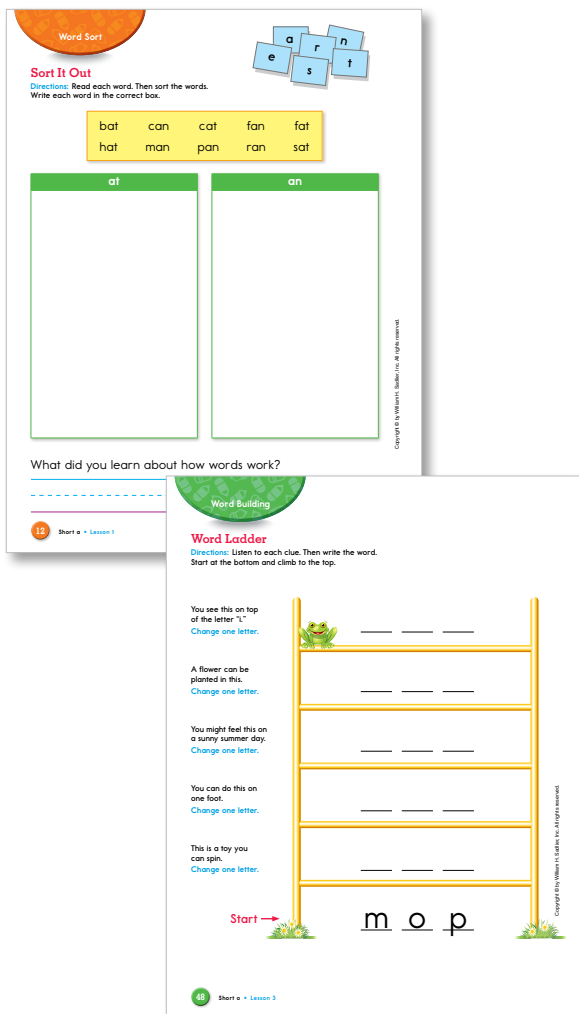 Word Sort
a r n
e s t
Sort It Out
Directions: Read each word. Then sort the words.
Write each word in the correct box.
bat can cat fan fat
hat man pan ran sat
at an
What did you learn about how words work?
12 Short a • Lesson 1
Copyright © by William H. Sadlier, Inc. All rights reserved.
Word Building
Word Ladder
Directions: Listen to each clue. Then write the word.
Start at the bottom and climb to the top.
You see this on top
of the letter "i."
Change one letter.
A flower can be
planted in this.
Change one letter.
You might feel this on
a sunny summer day.
Change one letter.
You can do this on
one foot.
Change one letter.
This is a toy you
can spin.
Change one letter.
Start m o p
48 Short o • Lesson 3
Copyright © by William H. Sadlier, Inc. All rights reserved.